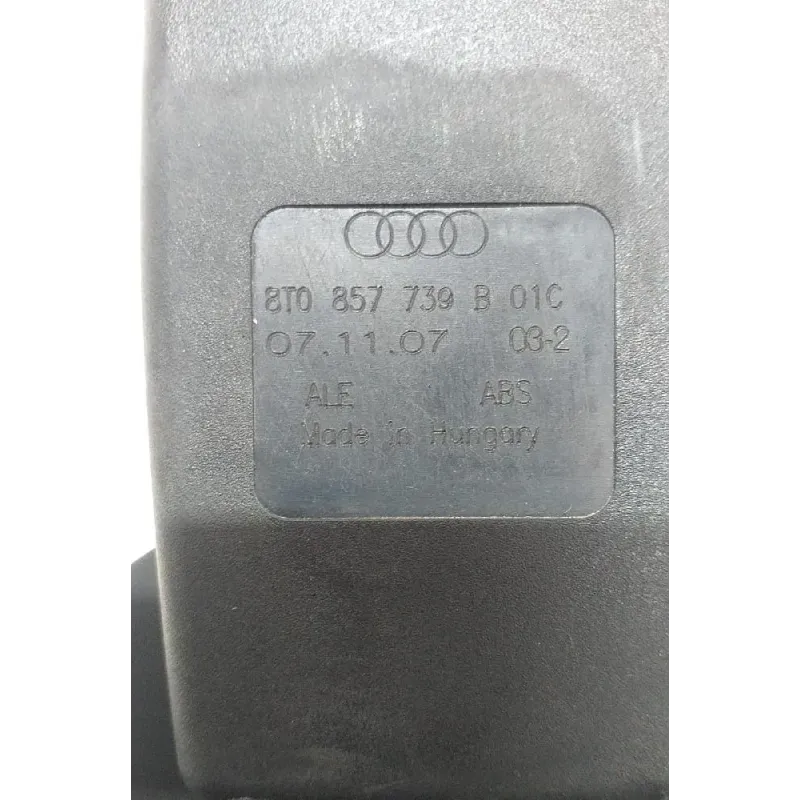 8T0 857 739 B 01C
07.11.07 03-2
ALE ABS
Made in Hungary